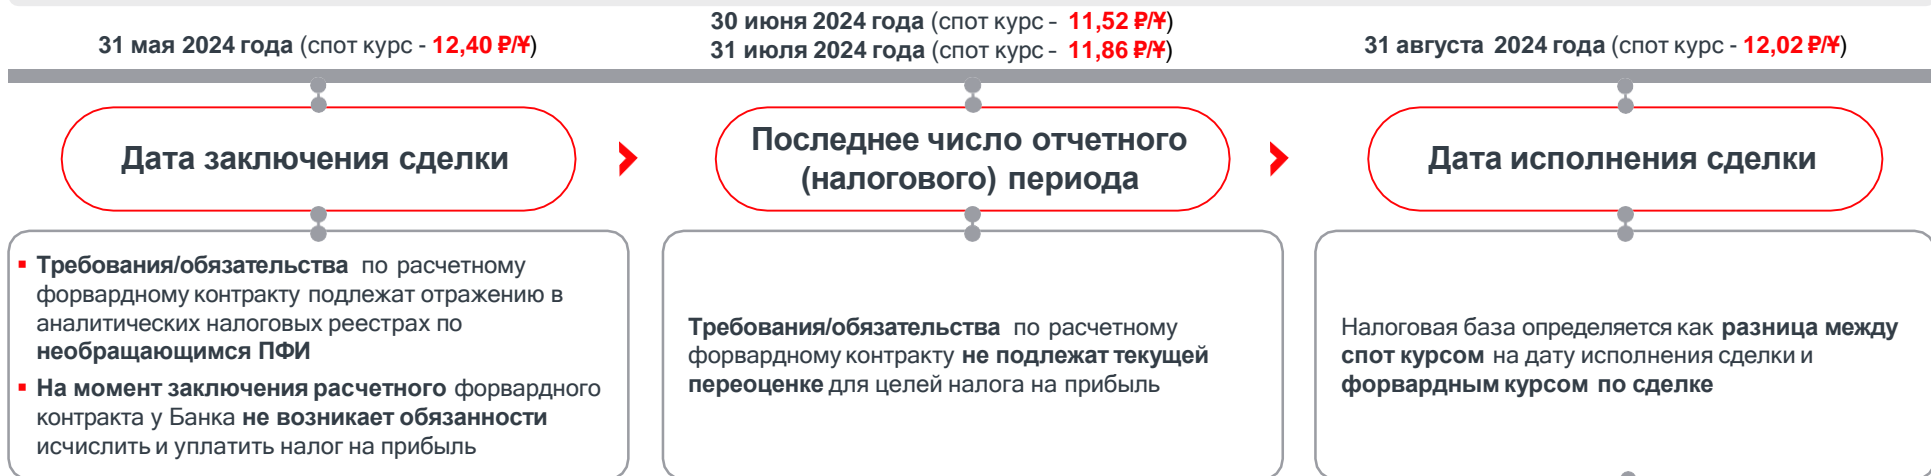 31 мая 2024 года (спот курс - 12,40 ₽/¥)
30 июня 2024 года (спот курс - 11,52 ₽/¥)
31 июля 2024 года (спот курс - 11,86 ₽/¥)
31 августа 2024 года (спот курс - 12,02 ₽/¥)
Дата заключения сделки
Последнее число отчетного
(налогового) периода
Дата исполнения сделки
▪ Требования/обязательства по расчетному
форвардному контракту подлежат отражению в
аналитических налоговых реестрах по
необращающимся ПФИ
▪ На момент заключения расчетного форвардного
контракта у Банка не возникает обязанности
исчислить и уплатить налог на прибыль
Требования/обязательства по расчетному
форвардному контракту не подлежат текущей
переоценке для целей налога на прибыль
Налоговая база определяется как разница между
спот курсом на дату исполнения сделки и
форвардным курсом по сделке